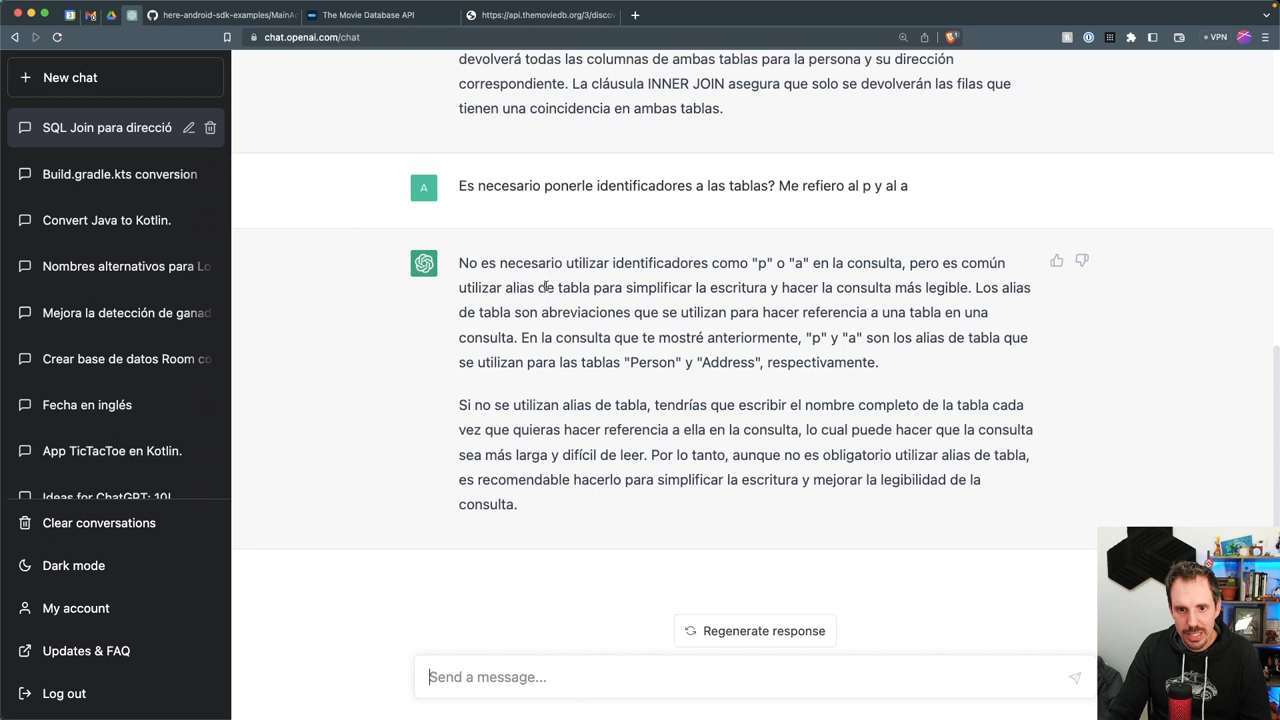 here-android-sdk-examples/MainAc
The Movie Database API
https://api.themoviedb.org/3/discov
chat.openai.com/chat
VPN
New chat
SQL Join para direcció
Build.gradle.kts conversion
Convert Java to Kotlin.
Nombres alternativos para Lo
Mejora la detección de ganad
Crear base de datos Room co
Fecha en inglés
App TicTacToe en Kotlin.
Ideas for ChatGPT: 10!
Clear conversations
Dark mode
My account
Updates & FAQ
Log out
devolverá todas las columnas de ambas tablas para la persona y su dirección
correspondiente. La cláusula INNER JOIN asegura que solo se devolverán las filas que
tienen una coincidencia en ambas tablas.
A
Es necesario ponerle identificadores a las tablas? Me refiero al p y al a
No es necesario utilizar identificadores como "p" o "a" en la consulta, pero es común
utilizar alias de tabla para simplificar la escritura y hacer la consulta más legible. Los alias
de tabla son abreviaciones que se utilizan para hacer referencia a una tabla en una
consulta. En la consulta que te mostré anteriormente, "p" y "a" son los alias de tabla que
se utilizan para las tablas "Person" y "Address", respectivamente.
Si no se utilizan alias de tabla, tendrías que escribir el nombre completo de la tabla cada
vez que quieras hacer referencia a ella en la consulta, lo cual puede hacer que la consulta
sea más larga y difícil de leer. Por lo tanto, aunque no es obligatorio utilizar alias de tabla,
es recomendable hacerlo para simplificar la escritura y mejorar la legibilidad de la
consulta.
Regenerate response
Send a message...